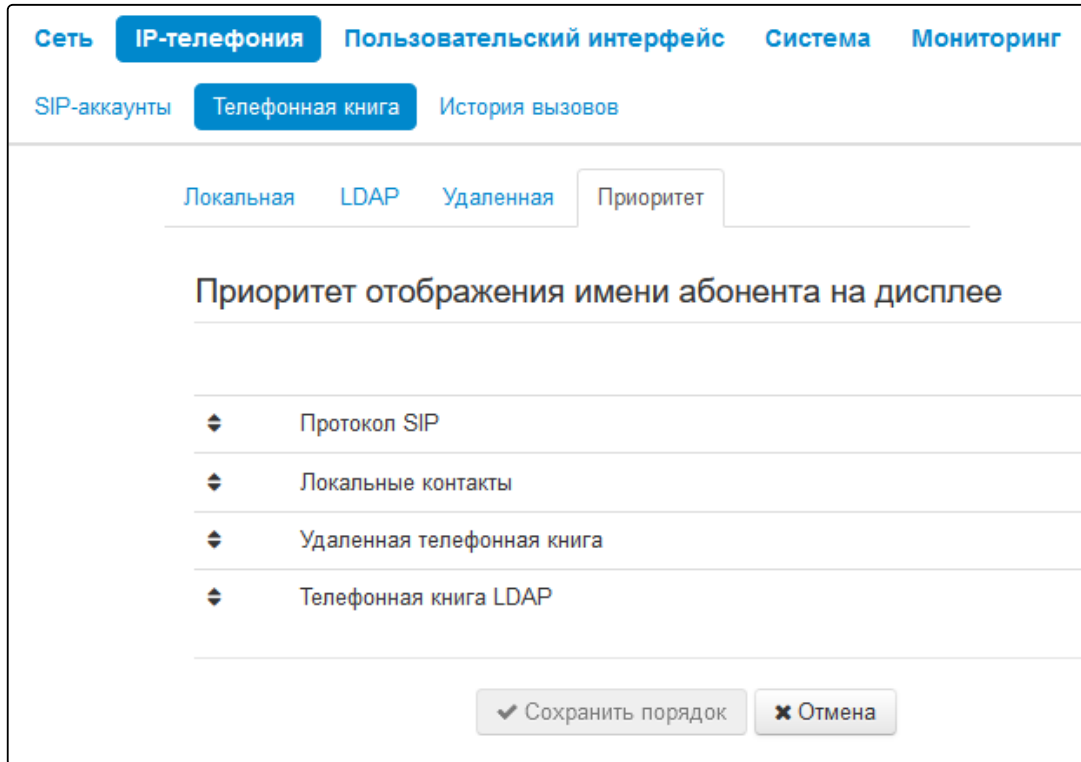 Сеть IP-телефония Пользовательский интерфейс Система Мониторинг
SIP-аккаунты Телефонная книга История вызовов
Локальная LDAP Удаленная Приоритет
Приоритет отображения имени абонента на дисплее
Протокол SIP
Локальные контакты
Удаленная телефонная книга
Телефонная книга LDAP
Сохранить порядок Отмена